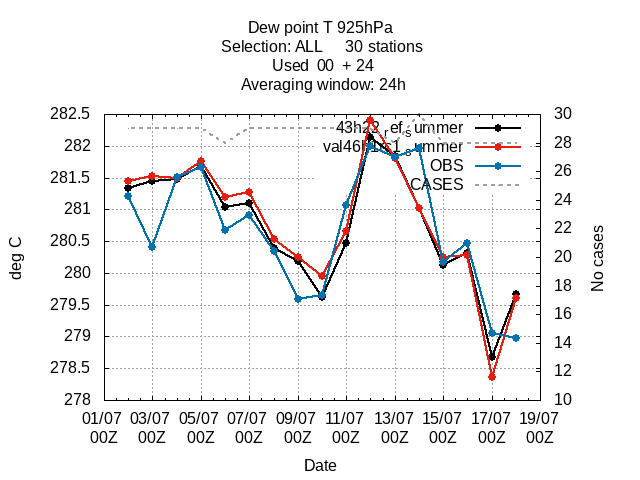 Dew point T 925hPa
Selection: ALL     30 stations
Used  00  + 24
Averaging window: 24h
282.5
282
281.5
281
280.5
280
279.5
279
278.5
278
deg C
30
28
26
24
22
20
18
16
14
12
10
No cases
OBS
CASES
01/07 03/07 05/07 07/07 09/07 11/07 13/07 15/07 17/07 19/07
00Z 00Z 00Z 00Z 00Z 00Z 00Z 00Z 00Z 00Z
Date